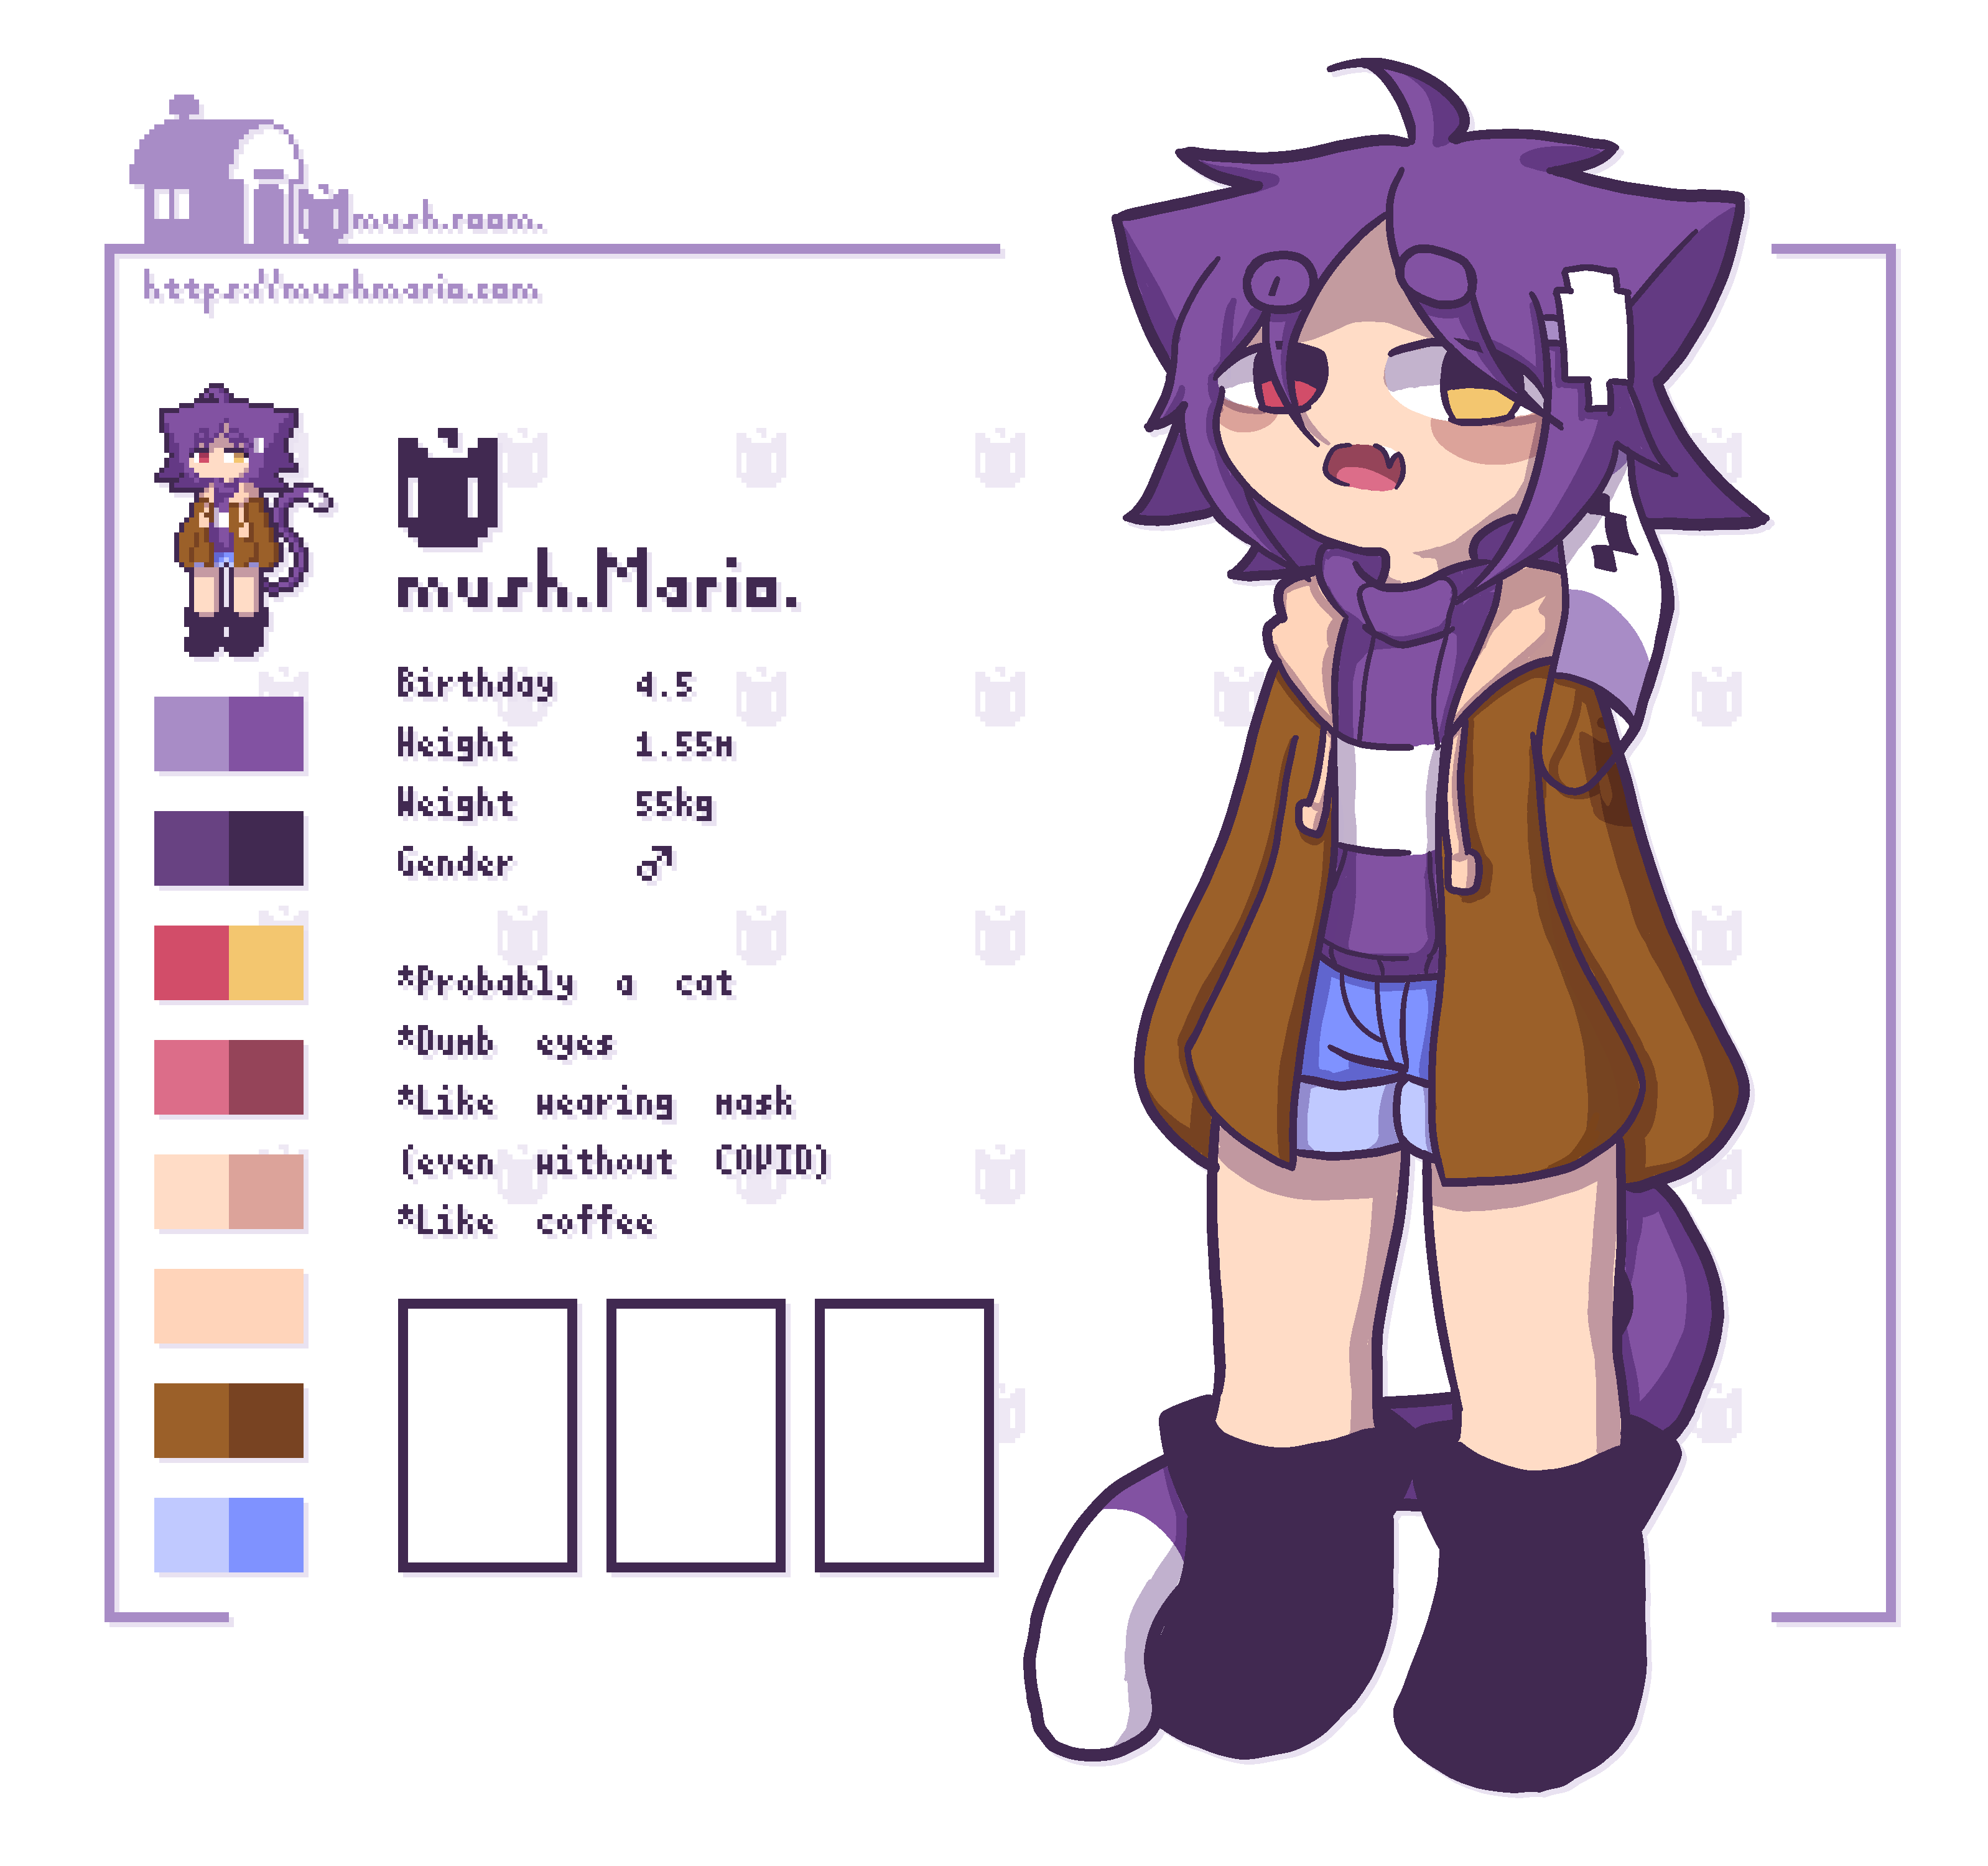 mush.room.
https://mushmaria.com
mush.Maria.
Birthday 4.5
Height 1.55m
Weight 55kg
Gender ♂
*Probably a cat
*Dumb eyes
*Like wearing mask
(even without COVID)
*Like coffee